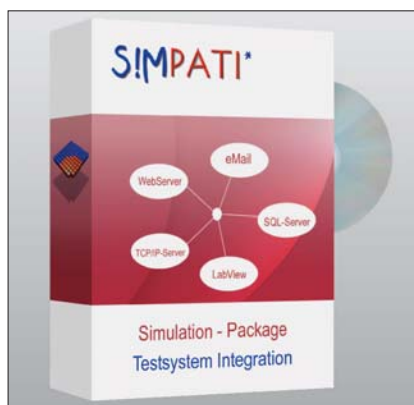 S!MPATI*
eMail
WebServer
SQL-Server
TCP/IP-Server
LabView
Simulation - Package
Testsystem Integration